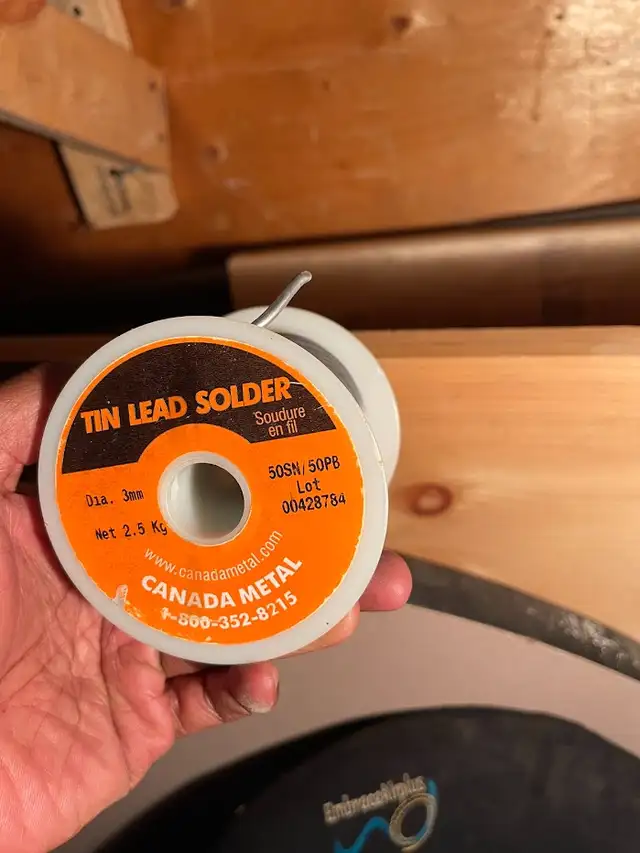 TIN LEAD SOLDER
Soudure
en fil
Dia. 3mm
50SN/50PB
Lot
00428784
Net 2.5 Kg
www.canadametal.com
CANADA METAL
1-800-352-8215